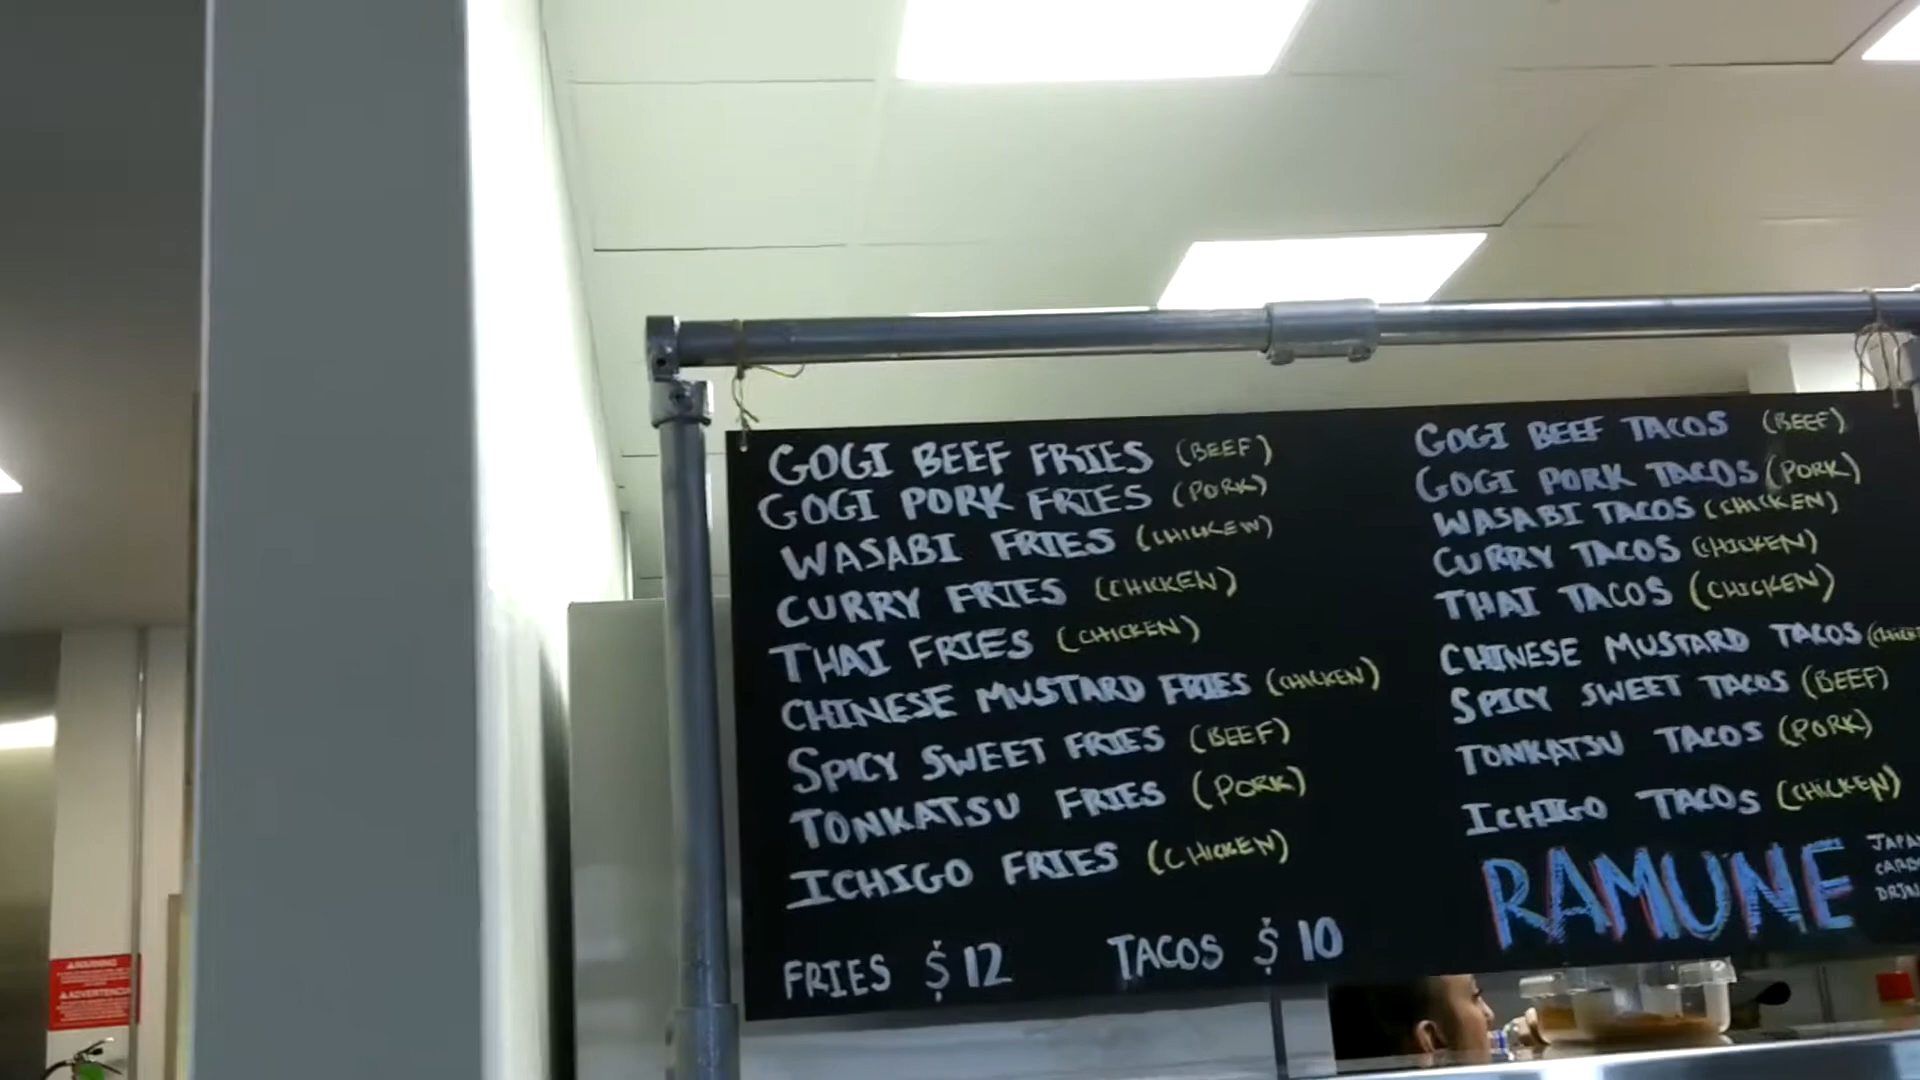 GOGI BEEF FRIES (BEEF)
GOGI PORK FRIES (PORK)
WASABI FRIES (CHICKEN)
CURRY FRIES (CHICKEN)
THAI FRIES (CHICKEN)
CHINESE MUSTARD FRIES (CHICKEN)
SPICY SWEET FRIES (BEEF)
TONKATSU FRIES (PORK)
ICHIGO FRIES (CHICKEN)
FRIES $12 TACOS $10
GOGI BEEF TACOS (BEEF)
GOGI PORK TACOS (PORK)
WASABI TACOS (CHICKEN)
CURRY TACOS (CHICKEN)
THAI TACOS (CHICKEN)
CHINESE MUSTARD TACOS
SPICY SWEET TACOS (BEEF)
TONKATSU TACOS (PORK)
ICHIGO TACOS (CHICKEN)
RAMUNE
WARNING
ADVERTENCIA